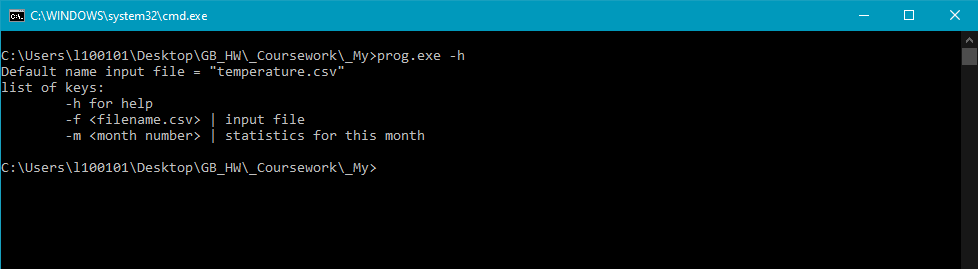 C:\WINDOWS\system32\cmd.exe
C:\Users\l100101\Desktop\GB_HW\_Coursework\_My>prog.exe -h
Default name input file = "temperature.csv"
list of keys:
-h for help
-f <filename.csv> | input file
-m <month number> | statistics for this month
C:\Users\l100101\Desktop\GB_HW\_Coursework\_My>